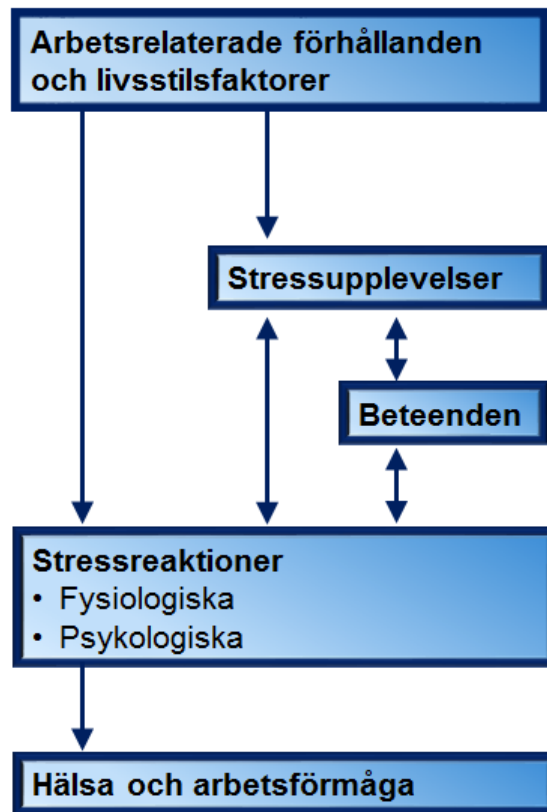 Arbetsrelaterade förhållanden
och livsstilsfaktorer
Stressupplevelser
Beteenden
Stressreaktioner
• Fysiologiska
• Psykologiska
Hälsa och arbetsförmåga